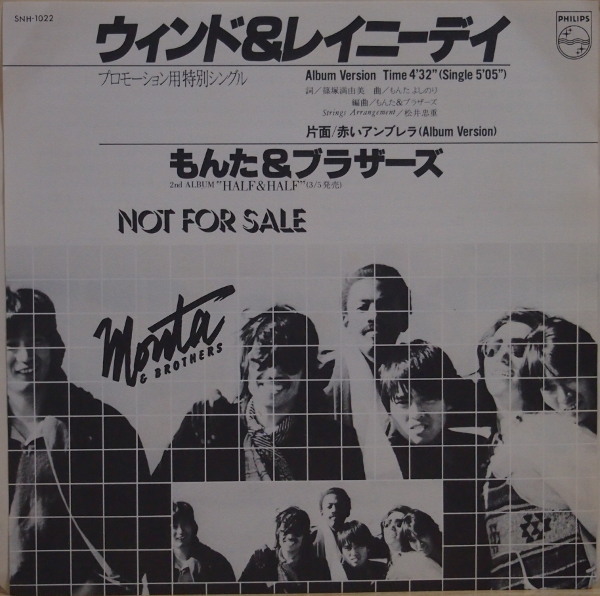 SNH-1022
ウィンド&レイニーデイ
PHILIPS
プロモーション用特別シングル
Album Version Time 4'32" (Single 5'05")
詞/篠塚満由美 曲/もんたよしのり
編曲/もんた&ブラザーズ
Strings Arrangement/松井忠重
片面/赤いアンブレラ(Album Version)
もんた&ブラザーズ
2nd ALBUM "HALF&HALF" (3/5発売)
NOT FOR SALE
Monta
& BROTHERS